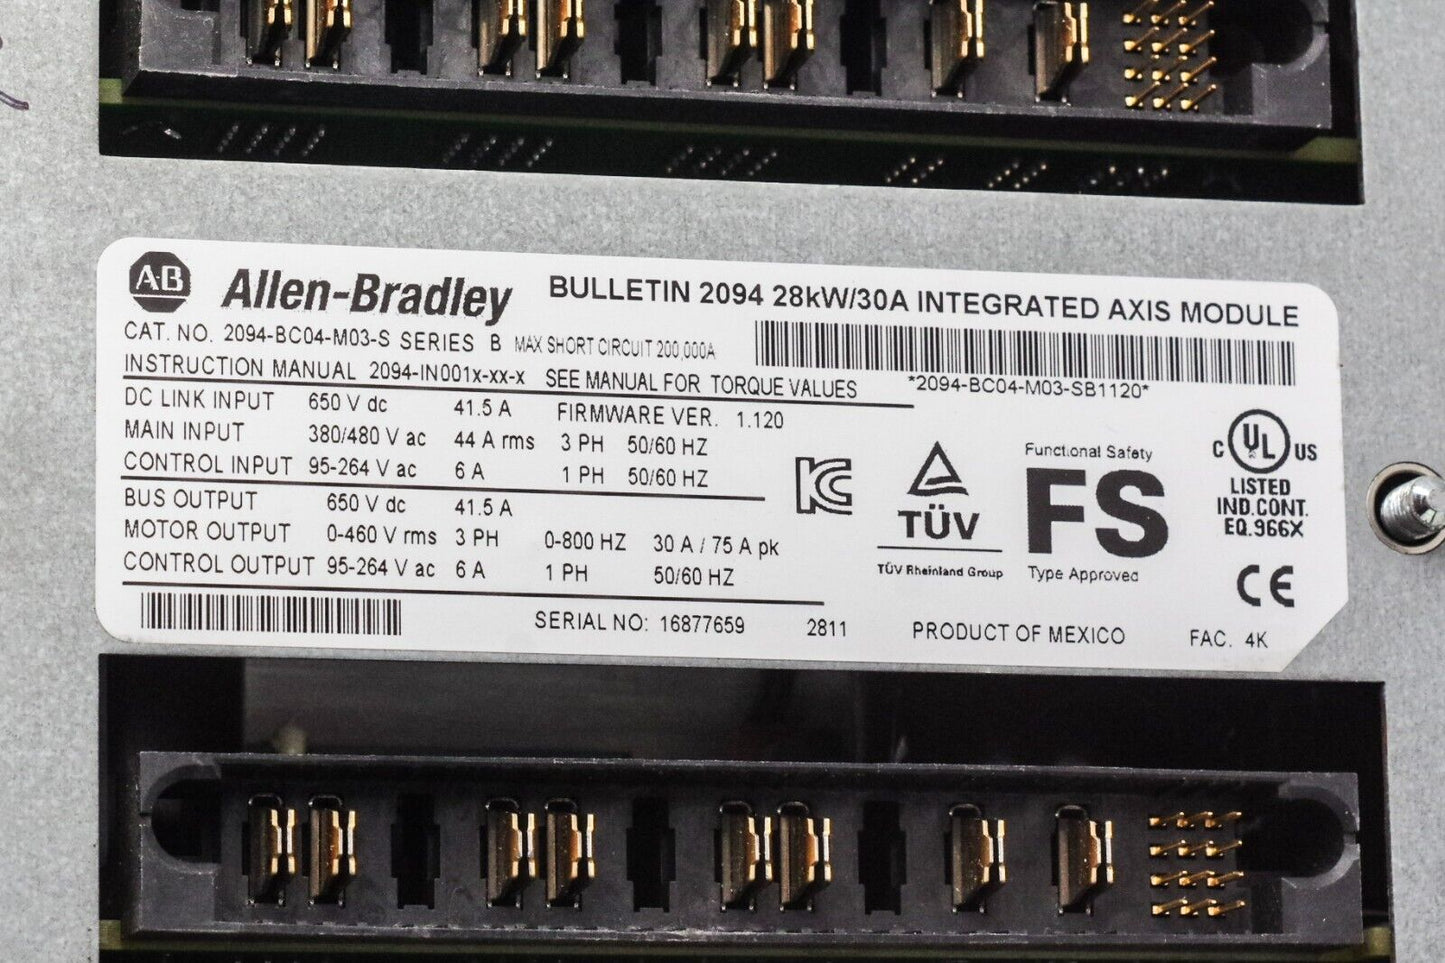 A-B Allen-Bradley BULLETIN 2094 28kW/30A INTEGRATED AXIS MODULE
CAT. NO. 2094-BC04-M03-S SERIES B MAX SHORT CIRCUIT 200,000A
INSTRUCTION MANUAL 2094-IN001x-xx-x SEE MANUAL FOR TORQUE VALUES
*2094-BC04-M03-SB1120*
DC LINK INPUT 650 V dc 41.5 A FIRMWARE VER. 1.120
MAIN INPUT 380/480 V ac 44 A rms 3 PH 50/60 HZ
CONTROL INPUT 95-264 V ac 6 A 1 PH 50/60 HZ
BUS OUTPUT 650 V dc 41.5 A
MOTOR OUTPUT 0-460 V rms 3 PH 0-800 HZ 30 A / 75 A pk
CONTROL OUTPUT 95-264 V ac 6 A 1 PH 50/60 HZ
KC
TÜV
TÜV Rheinland Group
Functional Safety
FS
Type Approved
C UL US
LISTED
IND.CONT.
EQ.966X
CE
SERIAL NO: 16877659 2811 PRODUCT OF MEXICO FAC. 4K